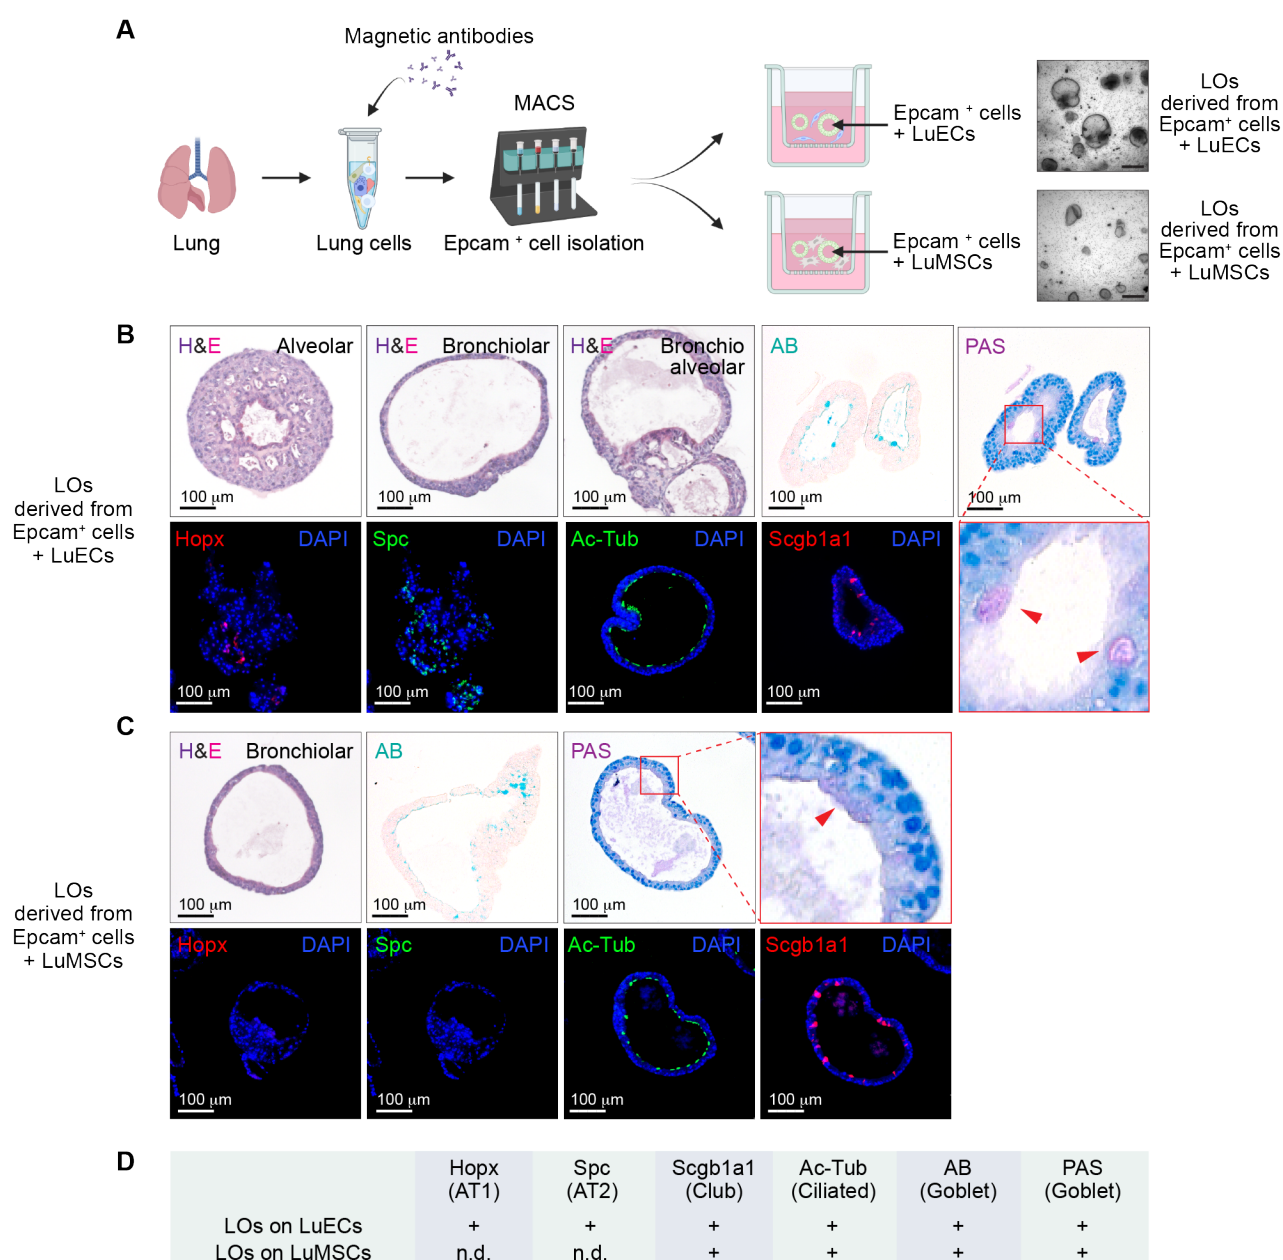 A
Magnetic antibodies
MACS
Lung
Lung cells
Epcam + cell isolation
Epcam + cells
+ LuECs
Epcam + cells
+ LuMSCs
LOs
derived from
Epcam+ cells
+ LuECs
LOs
derived from
Epcam+ cells
+ LuMSCs
B
LOs
derived from
Epcam+ cells
+ LuECs
H&E Alveolar
100 µm
H&E Bronchiolar
100 µm
H&E Bronchio
alveolar
100 µm
AB
100 µm
PAS
100 µm
Hopx DAPI
100 µm
Spc DAPI
100 µm
Ac-Tub DAPI
100 µm
Scgb1a1 DAPI
100 µm
C
LOs
derived from
Epcam+ cells
+ LuMSCs
H&E Bronchiolar
100 µm
AB
100 µm
PAS
100 µm
Hopx DAPI
100 µm
Spc DAPI
100 µm
Ac-Tub DAPI
100 µm
Scgb1a1 DAPI
100 µm
D
Hopx Spc Scgb1a1 Ac-Tub AB PAS
(AT1) (AT2) (Club) (Ciliated) (Goblet) (Goblet)
LOs on LuECs + + + + + +
LOs on LuMSCs n.d. n.d. + + + +